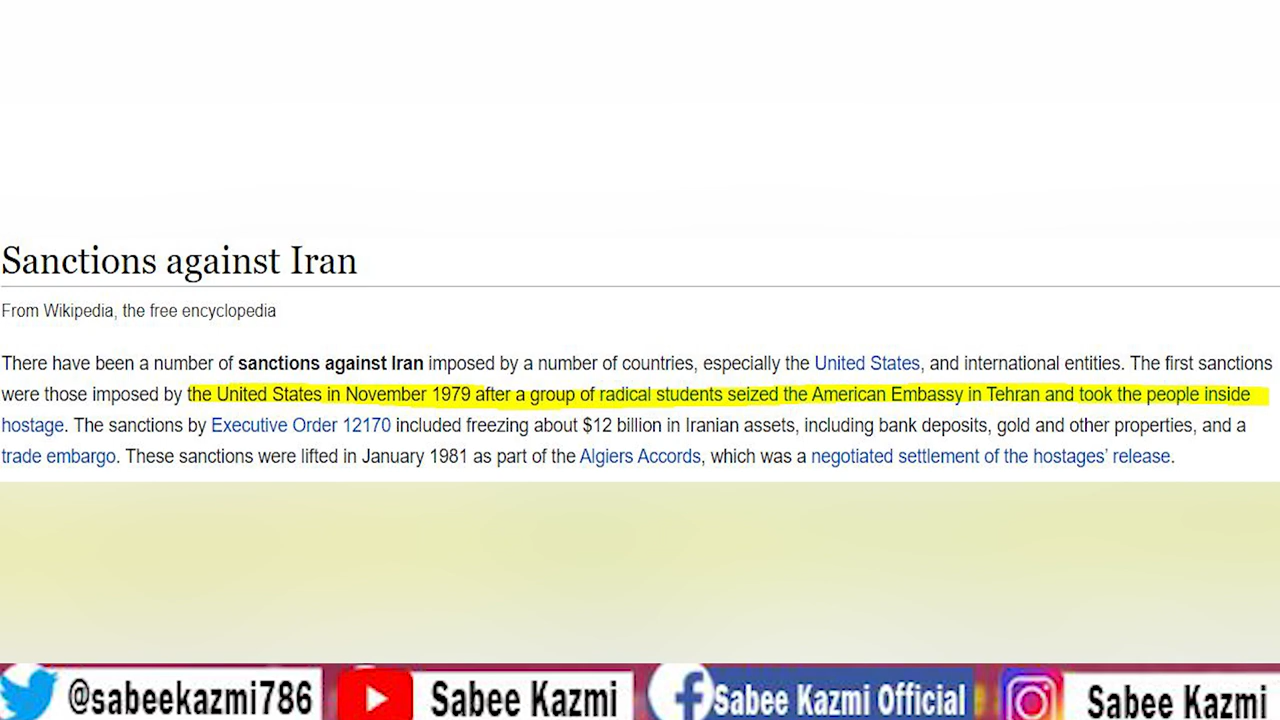 Sanctions against Iran
From Wikipedia, the free encyclopedia
There have been a number of sanctions against Iran imposed by a number of countries, especially the United States, and international entities. The first sanctions
were those imposed by the United States in November 1979 after a group of radical students seized the American Embassy in Tehran and took the people inside
hostage. The sanctions by Executive Order 12170 included freezing about $12 billion in Iranian assets, including bank deposits, gold and other properties, and a
trade embargo. These sanctions were lifted in January 1981 as part of the Algiers Accords, which was a negotiated settlement of the hostages’ release.
@sabeekazmi786 Sabee Kazmi Sabee Kazmi Official Sabee Kazmi